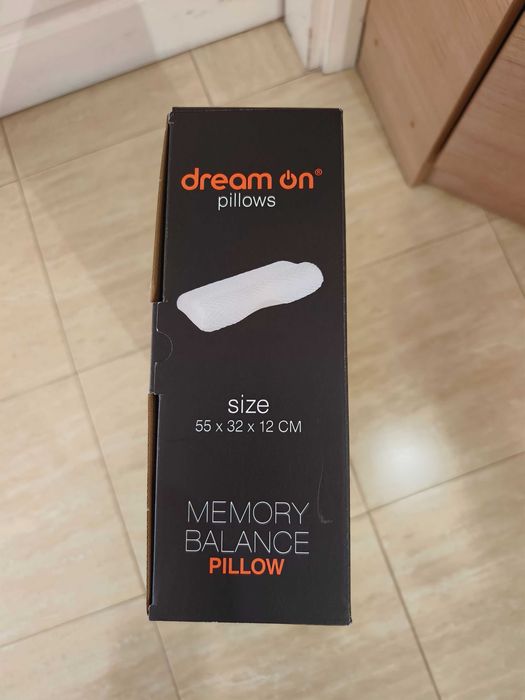 dream on®
pillows
size
55 x 32 x 12 CM
MEMORY
BALANCE
PILLOW